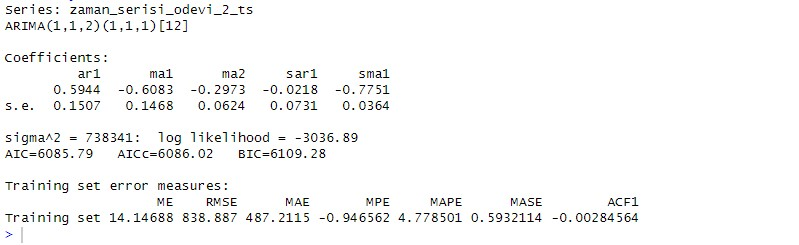 Series: zaman_serisi_odevi_2_ts
ARIMA(1,1,2)(1,1,1)[12]
Coefficients:
ar1 ma1 ma2 sar1 sma1
0.5944 -0.6083 -0.2973 -0.0218 -0.7751
s.e. 0.1507 0.1468 0.0624 0.0731 0.0364
sigma^2 = 738341: log likelihood = -3036.89
AIC=6085.79 AICc=6086.02 BIC=6109.28
Training set error measures:
ME RMSE MAE MPE MAPE MASE ACF1
Training set 14.14688 838.887 487.2115 -0.946562 4.778501 0.5932114 -0.00284564
>